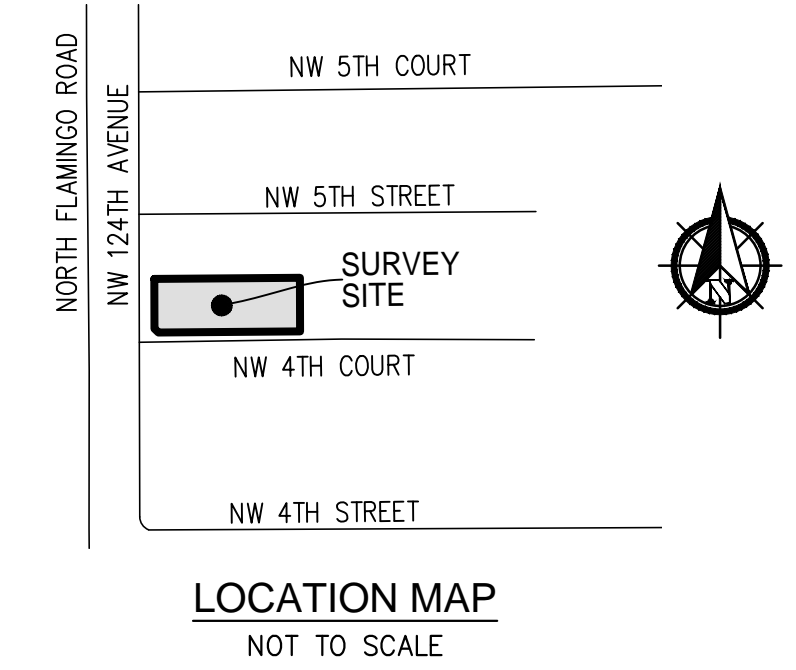 NORTH FLAMINGO ROAD
NW 124TH AVENUE
NW 5TH COURT
NW 5TH STREET
SURVEY
SITE
NW 4TH COURT
NW 4TH STREET
N
LOCATION MAP
NOT TO SCALE